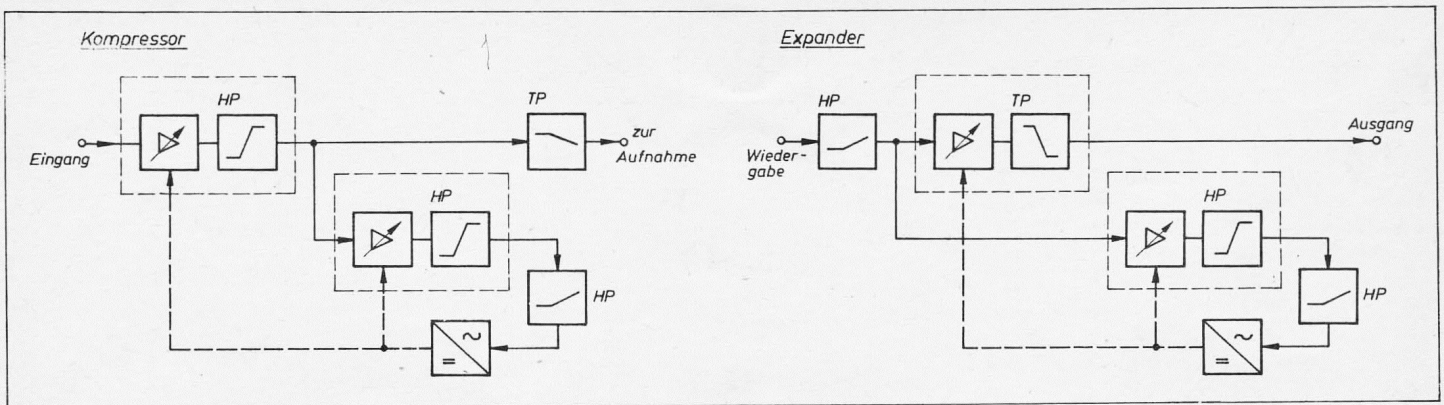 Kompressor
Expander
HP
TP
HP
TP
Eingang
zur
Aufnahme
Wieder-
gabe
Ausgang
HP
HP
HP
HP
~
=
~
=